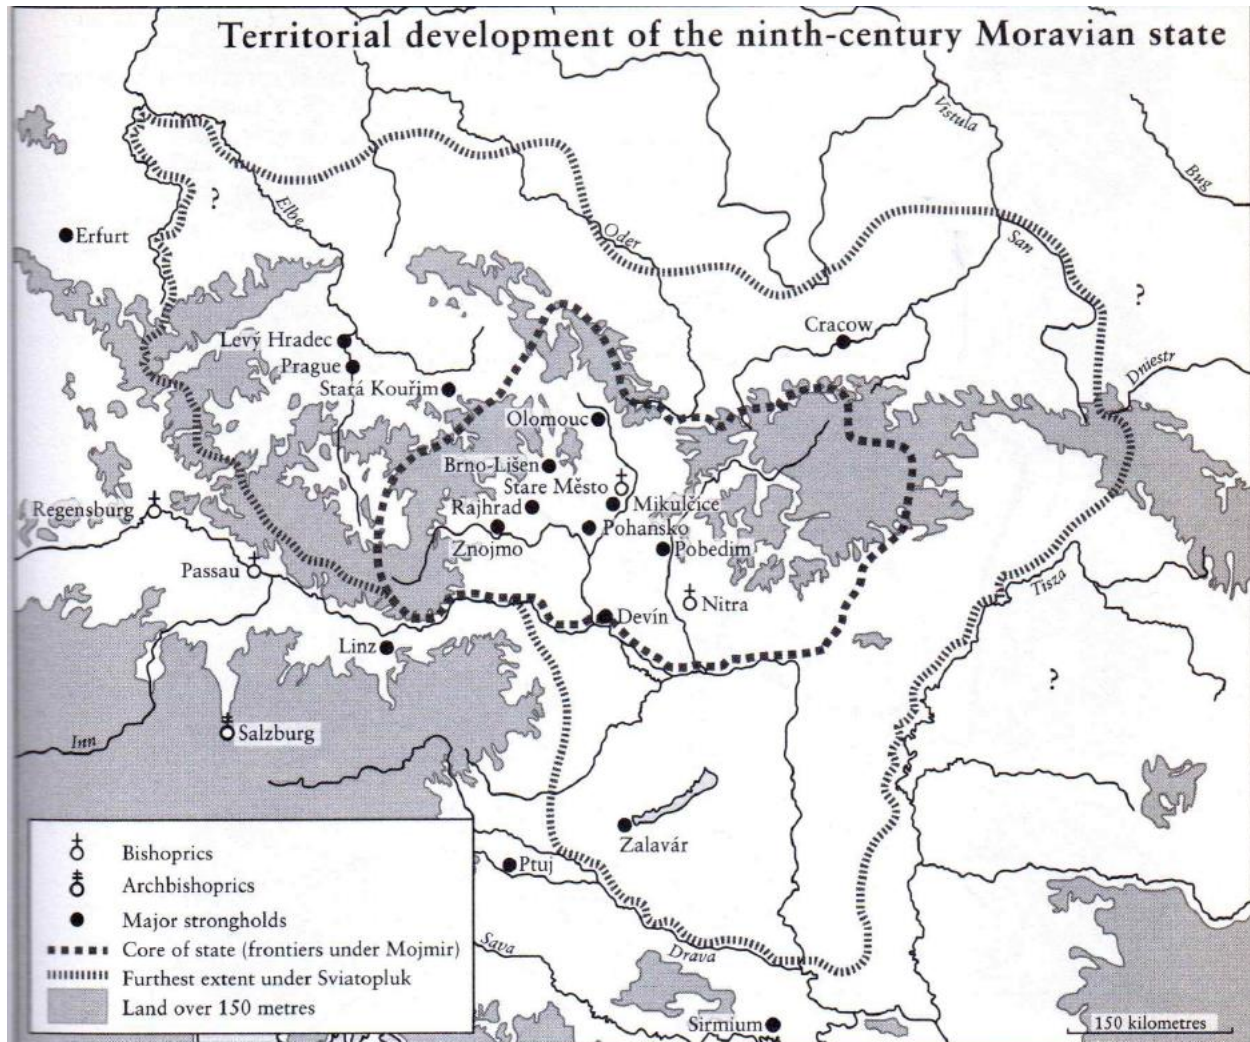 Territorial development of the ninth-century Moravian state
Vistula
Bug
?
Elbe
Erfurt
Oder
San
?
Cracow
Levý Hradec
Prague
Dniestr
Stará Kouřjm
Olomouc
Brno-Lišen
Stare Město
Regensburg
Rajhrad
Mikulčice
Znojmo
Pohansko
Pobedim
Passau
Tisza
Nitra
Devín
Linz
?
Salzburg
Inn
Zalavár
Ptuj
Sava
Drava
Sirmium
Bishoprics
Archbishoprics
Major strongholds
Core of state (frontiers under Mojmir)
Furthest extent under Sviatopluk
Land over 150 metres
150 kilometres